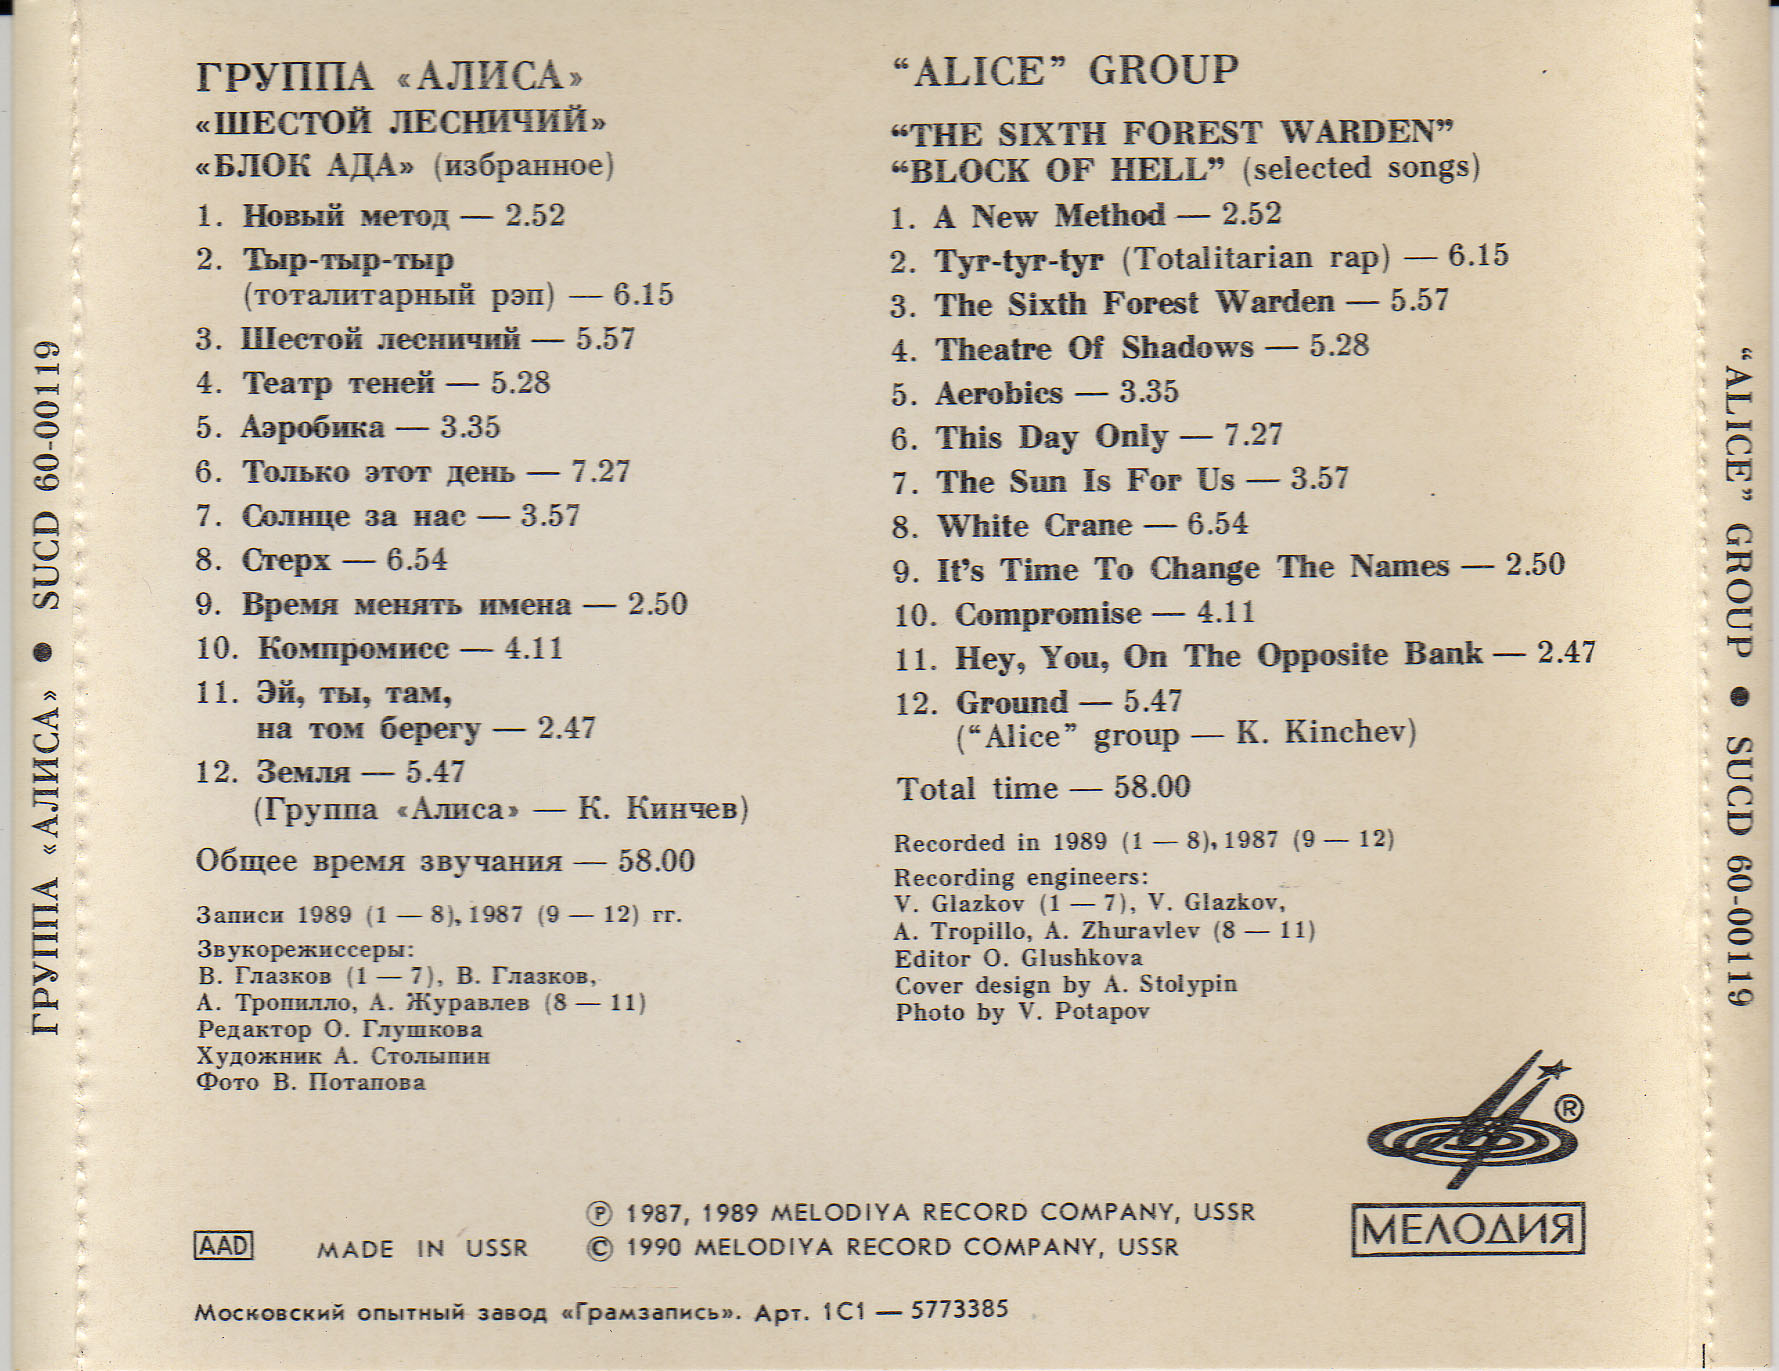 ГРУППА «АЛИСА»
«ШЕСТОЙ ЛЕСНИЧИЙ»
«БЛОК АДА» (избранное)
1. Новый метод — 2.52
2. Тыр-тыр-тыр
(тоталитарный рэп) — 6.15
3. Шестой лесничий — 5.57
4. Театр теней — 5.28
5. Аэробика — 3.35
6. Только этот день — 7.27
7. Солнце за нас — 3.57
8. Стерх — 6.54
9. Время менять имена — 2.50
10. Компромисс — 4.11
11. Эй, ты, там,
на том берегу — 2.47
12. Земля — 5.47
(Группа «Алиса» — К. Кинчев)
Общее время звучания — 58.00
Записи 1989 (1 — 8), 1987 (9 — 12) гг.
Звукорежиссеры:
В. Глазков (1 — 7), В. Глазков,
А. Тропилло, А. Журавлев (8 — 11)
Редактор О. Глушкова
Художник А. Столыпин
Фото В. Потапова
“ALICE” GROUP
“THE SIXTH FOREST WARDEN”
“BLOCK OF HELL” (selected songs)
1. A New Method — 2.52
2. Tyr-tyr-tyr (Totalitarian rap) — 6.15
3. The Sixth Forest Warden — 5.57
4. Theatre Of Shadows — 5.28
5. Aerobics — 3.35
6. This Day Only — 7.27
7. The Sun Is For Us — 3.57
8. White Crane — 6.54
9. It's Time To Change The Names — 2.50
10. Compromise — 4.11
11. Hey, You, On The Opposite Bank — 2.47
12. Ground — 5.47
(“Alice” group — K. Kinchev)
Total time — 58.00
Recorded in 1989 (1 — 8), 1987 (9 — 12)
Recording engineers:
V. Glazkov (1 — 7), V. Glazkov,
A. Tropillo, A. Zhuravlev (8 — 11)
Editor O. Glushkova
Cover design by A. Stolypin
Photo by V. Potapov
®
МЕЛОДИЯ
AAD MADE IN USSR
℗ 1987, 1989 MELODIYA RECORD COMPANY, USSR
© 1990 MELODIYA RECORD COMPANY, USSR
Московский опытный завод «Грамзапись». Арт. 1С1 — 5773385
ГРУППА «АЛИСА» ● SUCD 60-00119
“ALICE” GROUP ● SUCD 60-00119